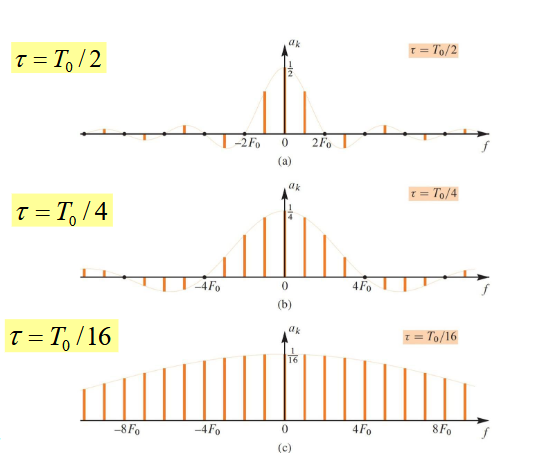 τ = T₀ / 2
aₖ
τ = T₀/2
1/2
−2F₀ 0 2F₀ f
(a)
τ = T₀ / 4
aₖ
τ = T₀/4
1/4
−4F₀ 0 4F₀ f
(b)
τ = T₀ /16
aₖ
τ = T₀/16
1/16
−8F₀ −4F₀ 0 4F₀ 8F₀ f
(c)